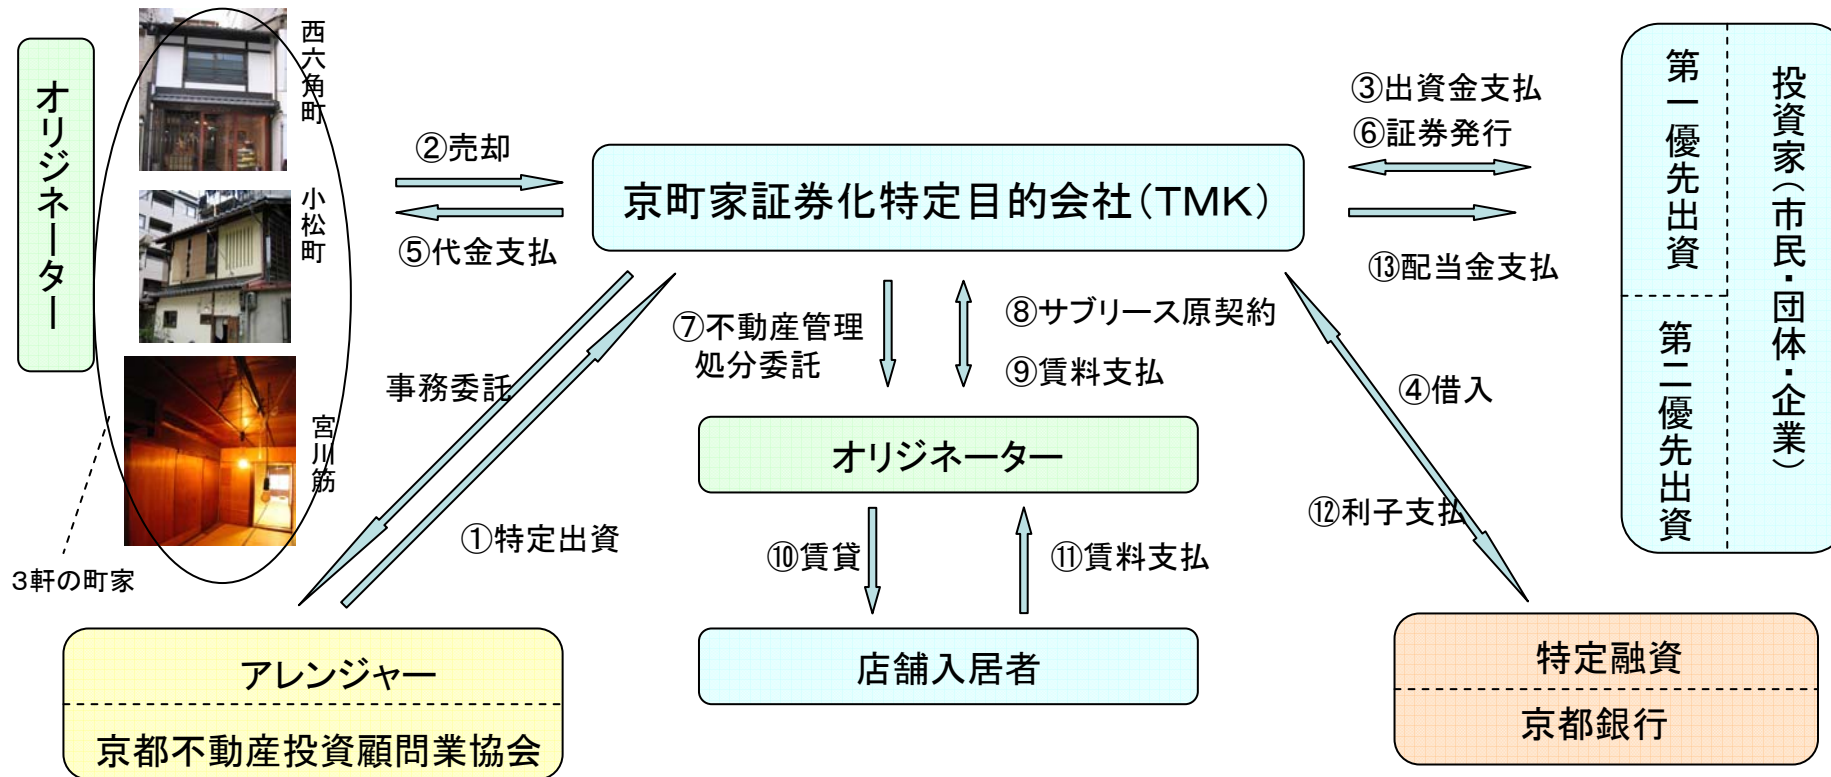 オリジネーター
西六角町
小松町
宮川筋
3軒の町家
②売却
⑤代金支払
京町家証券化特定目的会社(TMK)
③出資金支払
⑥証券発行
⑬配当金支払
第一優先出資
第二優先出資
投資家(市民・団体・企業)
事務委託
①特定出資
⑦不動産管理
処分委託
⑧サブリース原契約
⑨賃料支払
④借入
⑫利子支払
オリジネーター
⑩賃貸
⑪賃料支払
店舗入居者
アレンジャー
京都不動産投資顧問業協会
特定融資
京都銀行